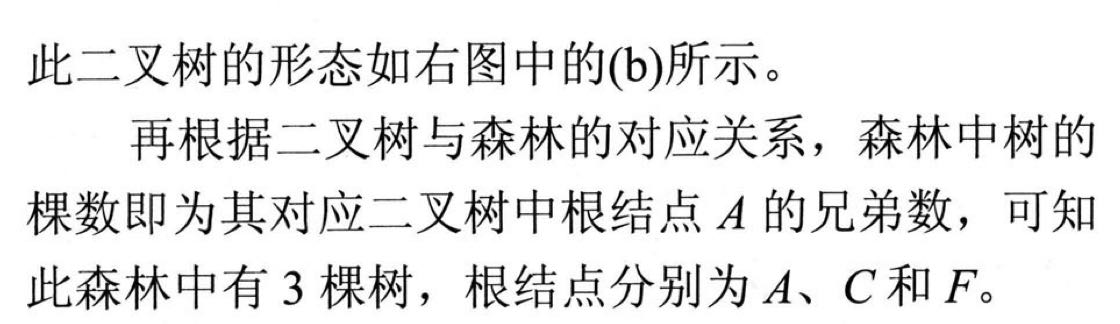 此二叉树的形态如右图中的(b)所示。
再根据二叉树与森林的对应关系，森林中树的
棵数即为其对应二叉树中根结点 A 的兄弟数，可知
此森林中有 3 棵树，根结点分别为 A、C 和 F。